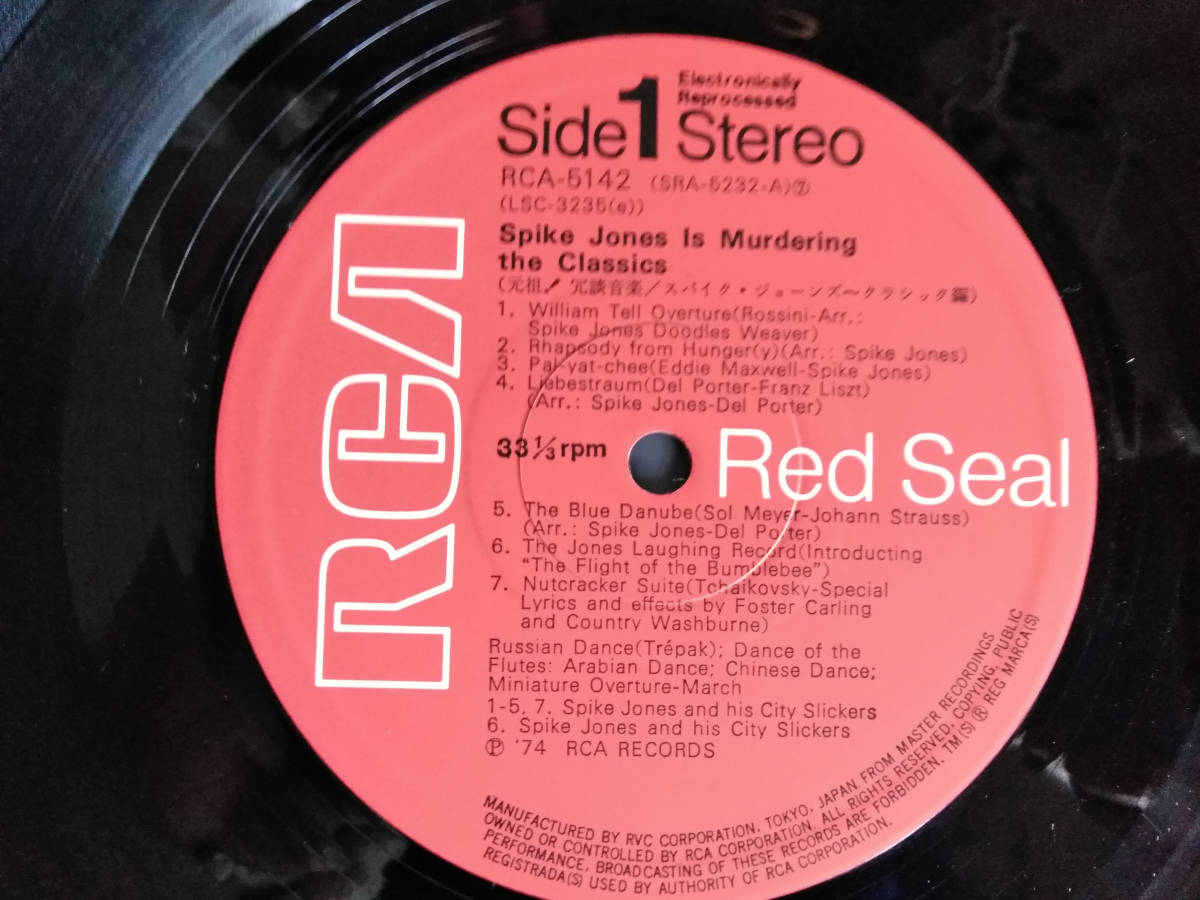 Electronically
Reprocessed
Side 1 Stereo
RCA-5142 (SRA-5232-A)⑦
(LSC-3235(e))
Spike Jones Is Murdering
the Classics
(元祖! 冗談音楽/スパイク・ジョーンズ~クラシック編)
1. William Tell Overture(Rossini-Arr.:
Spike Jones Doodles Weaver)
2. Rhapsody from Hunger(y)(Arr.: Spike Jones)
3. Pal-yat-chee(Eddie Maxwell-Spike Jones)
4. Liebestraum(Del Porter-Franz Liszt)
(Arr.: Spike Jones-Del Porter)
33 1/3 rpm
RCA
Red Seal
5. The Blue Danube(Sol Meyer-Johann Strauss)
(Arr.: Spike Jones-Del Porter)
6. The Jones Laughing Record(Introducting
"The Flight of the Bumblebee")
7. Nutcracker Suite(Tchaikovsky-Special
Lyrics and effects by Foster Carling
and Country Washburne)
Russian Dance(Trépak); Dance of the
Flutes: Arabian Dance; Chinese Dance;
Miniature Overture-March
1-5, 7. Spike Jones and his City Slickers
6. Spike Jones and his City Slickers
Ⓟ '74 RCA RECORDS
MANUFACTURED BY RVC CORPORATION, TOKYO, JAPAN FROM MASTER RECORDINGS
OWNED OR CONTROLLED BY RCA CORPORATION. ALL RIGHTS RESERVED, COPYING, PUBLIC
PERFORMANCE, BROADCASTING OF THESE RECORDS ARE FORBIDDEN. TM(S) ® REG MARCA(S)
REGISTRADA(S) USED BY AUTHORITY OF RCA CORPORATION.